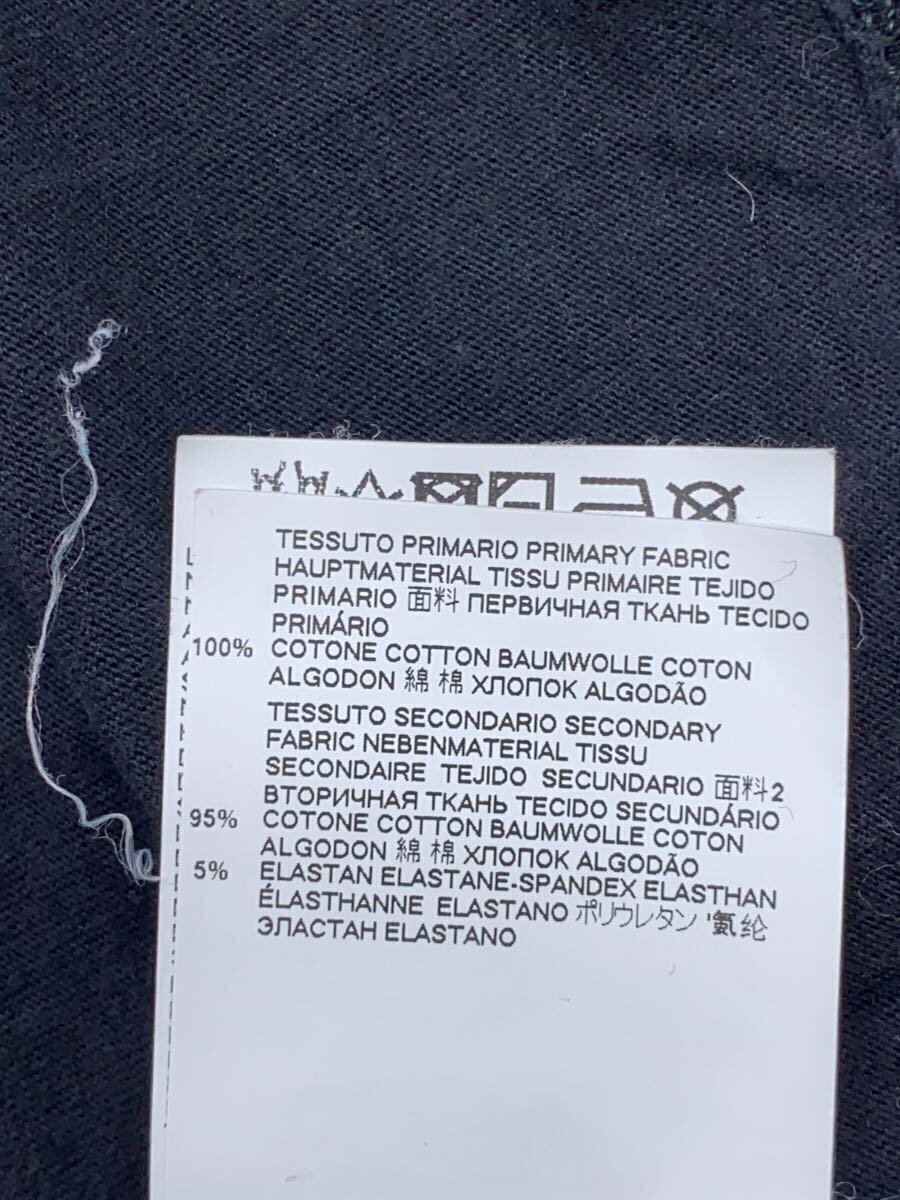 TESSUTO PRIMARIO PRIMARY FABRIC
HAUPTMATERIAL TISSU PRIMAIRE TEJIDO
PRIMARIO 面料 ПЕРВИЧНАЯ ТКАНЬ TECIDO
PRIMÁRIO
100% COTONE COTTON BAUMWOLLE COTON
ALGODON 綿 棉 ХЛОПОК ALGODÃO
TESSUTO SECONDARIO SECONDARY
FABRIC NEBENMATERIAL TISSU
SECONDAIRE TEJIDO SECUNDARIO 面料2
ВТОРИЧНАЯ ТКАНЬ TECIDO SECUNDÁRIO
95% COTONE COTTON BAUMWOLLE COTON
ALGODON 綿 棉 ХЛОПОК ALGODÃO
5% ELASTAN ELASTANE-SPANDEX ELASTHAN
ÉLASTHANNE ELASTANO ポリウレタン '氨纶
ЭЛАСТАН ELASTANO